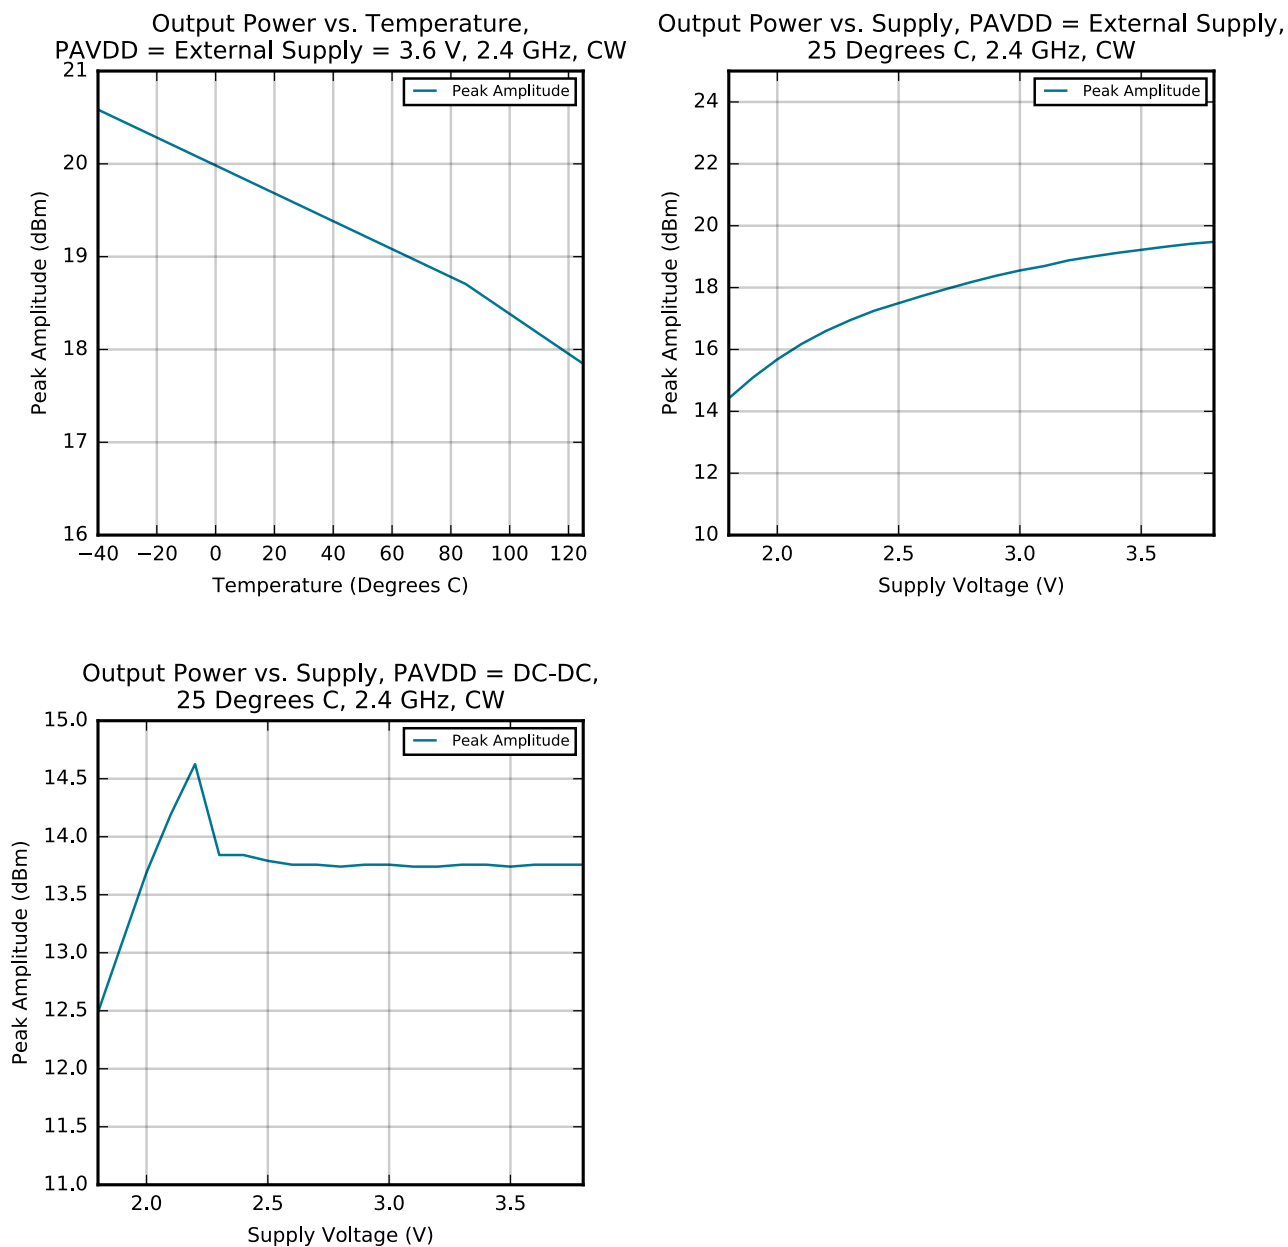 Output Power vs. Temperature,
PAVDD = External Supply = 3.6 V, 2.4 GHz, CW
Peak Amplitude
21
20
19
18
17
16
Peak Amplitude (dBm)
−40 −20 0 20 40 60 80 100 120
Temperature (Degrees C)
Output Power vs. Supply, PAVDD = External Supply,
25 Degrees C, 2.4 GHz, CW
Peak Amplitude
24
22
20
18
16
14
12
10
Peak Amplitude (dBm)
2.0 2.5 3.0 3.5
Supply Voltage (V)
Output Power vs. Supply, PAVDD = DC-DC,
25 Degrees C, 2.4 GHz, CW
Peak Amplitude
15.0
14.5
14.0
13.5
13.0
12.5
12.0
11.5
11.0
Peak Amplitude (dBm)
2.0 2.5 3.0 3.5
Supply Voltage (V)